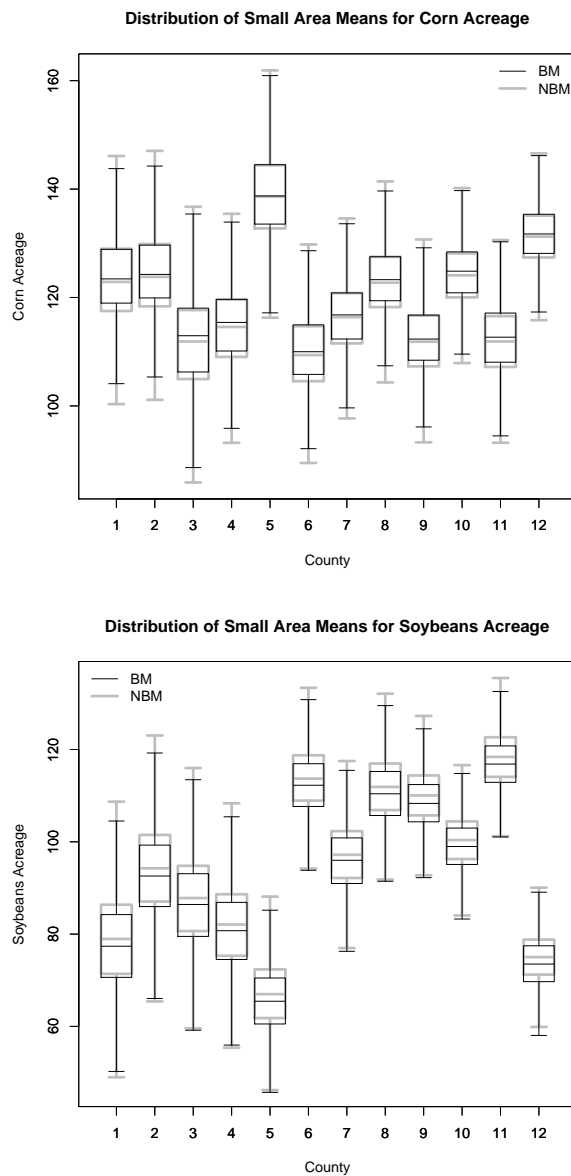 Distribution of Small Area Means for Corn Acreage
160
140
120
100
Corn Acreage
BM
NBM
1 2 3 4 5 6 7 8 9 10 11 12
County
Distribution of Small Area Means for Soybeans Acreage
120
100
80
60
Soybeans Acreage
BM
NBM
1 2 3 4 5 6 7 8 9 10 11 12
County